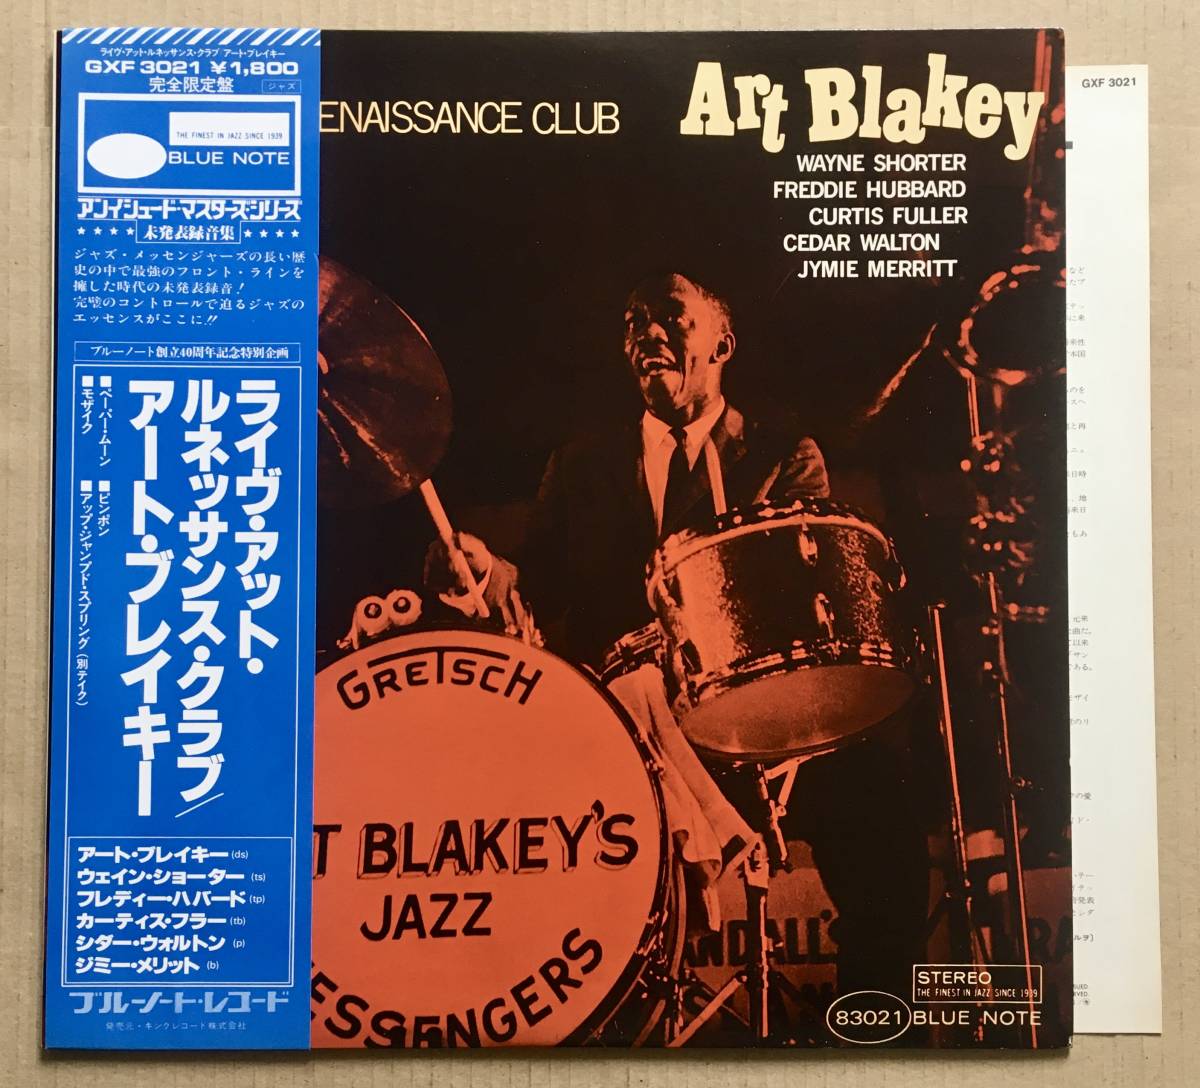 ライヴ・アット・ルネッサンス・クラブ アート・ブレイキー
GXF 3021 ¥1,800
完全限定盤 ジャズ
THE FINEST IN JAZZ SINCE 1939
BLUE NOTE
アンイシュード・マスターズ・シリーズ
★★★★ 未発表録音集 ★★★★
ジャズ・メッセンジャーズの長い歴
史の中で最強のフロント・ラインを
擁した時代の未発表録音!
完璧のコントロールで迫るジャズの
エッセンスがここに!!
ブルーノート創立40周年記念特別企画
ライヴ・アット・
ルネッサンス・クラブ/
アート・ブレイキー
■ペーパー・ムーン
■モザイク
■ピンポン
■アップ・ジャンプド・スプリング(別テイク)
アート・ブレイキー(ds)
ウェイン・ショーター(ts)
フレディー・ハバード(tp)
カーティス・フラー(tb)
シダー・ウォルトン(p)
ジミー・メリット(b)
ブルーノート・レコード
発売元・キングレコード株式会社
ENAISSANCE CLUB
Art Blakey
WAYNE SHORTER
FREDDIE HUBBARD
CURTIS FULLER
CEDAR WALTON
JYMIE MERRITT
GRETSCH
T BLAKEY'S
JAZZ
ESSENGERS
STEREO
THE FINEST IN JAZZ SINCE 1939
83021 BLUE NOTE
GXF 3021